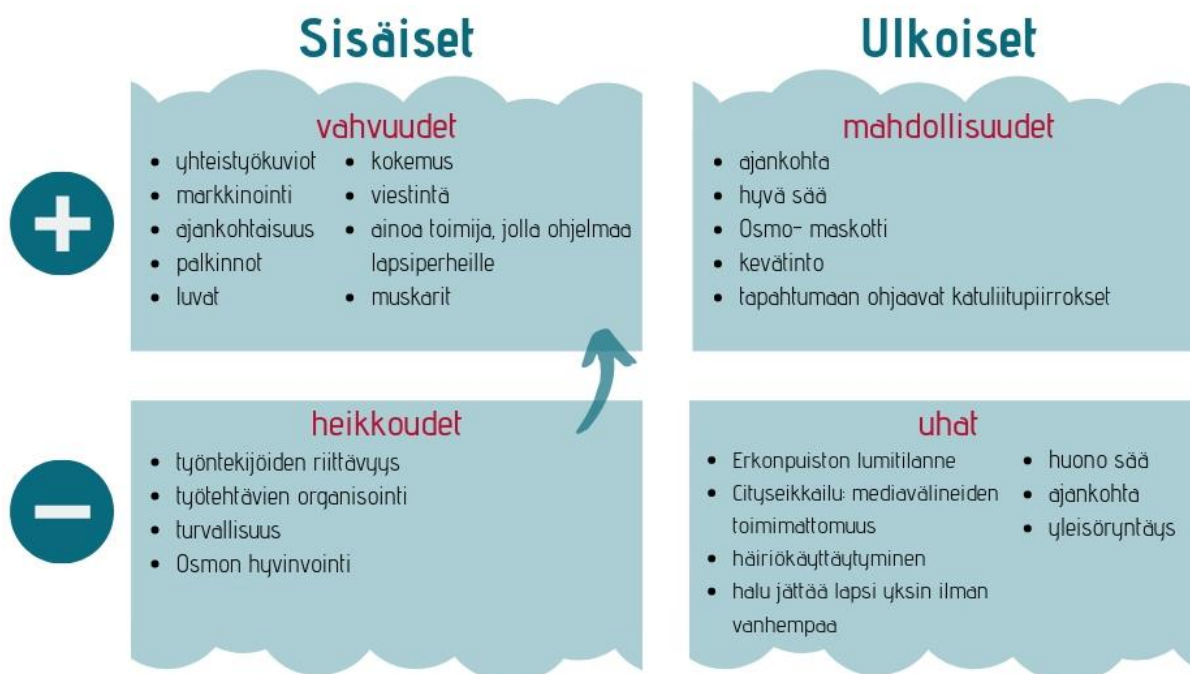 Sisäiset
Ulkoiset
vahvuudet
• yhteistyökuviot
• markkinointi
• ajankohtaisuus
• palkinnot
• luvat
• kokemus
• viestintä
• ainoa toimija, jolla ohjelmaa
lapsiperheille
• muskarit
mahdollisuudet
• ajankohta
• hyvä sää
• Osmo- maskotti
• kevätinto
• tapahtumaan ohjaavat katuliitupiirrokset
heikkoudet
• työntekijöiden riittävyys
• työtehtävien organisointi
• turvallisuus
• Osmon hyvinvointi
uhat
• Erkonpuiston lumitilanne
• Cityseikkailu: mediavälineiden
toimimattomuus
• häiriökäyttäytyminen
• halu jättää lapsi yksin ilman
vanhempaa
• huono sää
• ajankohta
• yleisöryntäys